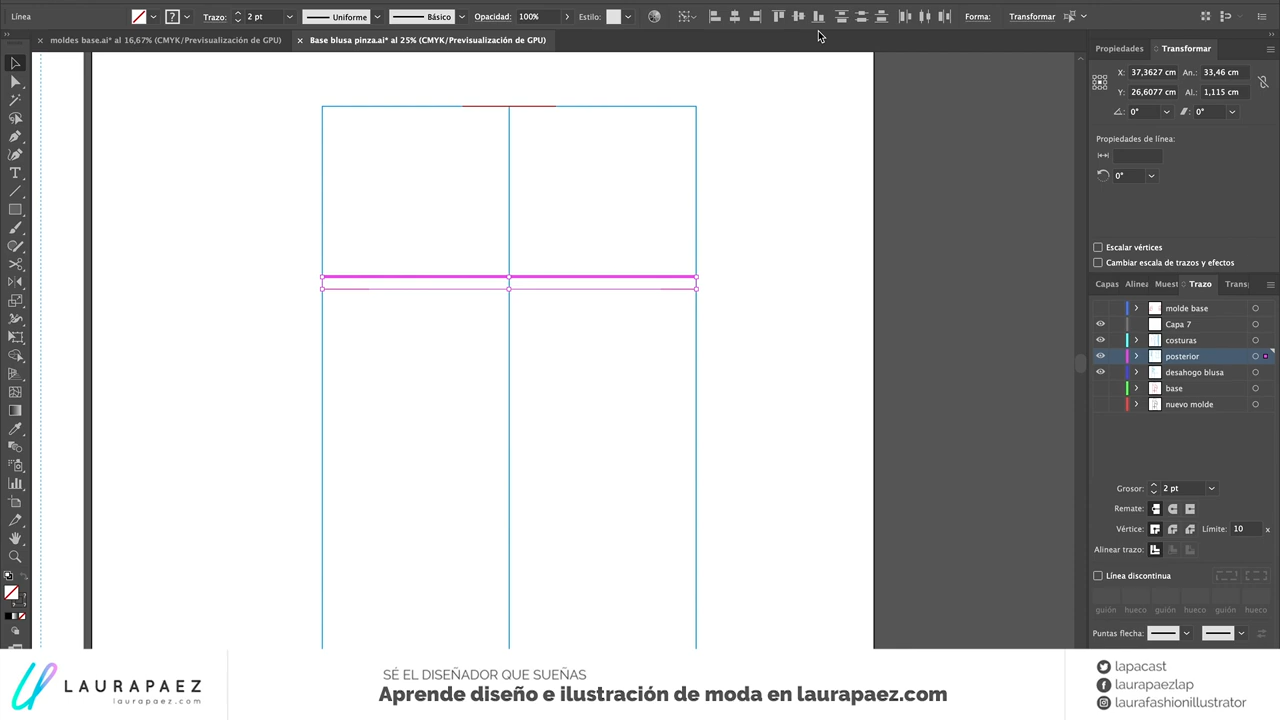 Línea Trazo: 2 pt Uniforme Básico Opacidad: 100% Estilo: Forma: Transformar
moldes base.ai* al 16,67% (CMYK/Previsualización de GPU)
Base blusa pinza.ai* al 25% (CMYK/Previsualización de GPU)
Propiedades Transformar
X: 37,3627 cm An.: 33,46 cm
Y: 26,6077 cm Al.: 1,115 cm
0° 0°
Propiedades de línea:
0°
Escalar vértices
Cambiar escala de trazos y efectos
Capas Alinea Muest Trazo Transp
molde base
Capa 7
costuras
posterior
desahogo blusa
base
nuevo molde
Grosor: 2 pt
Remate:
Vértice: Límite: 10 x
Alinear trazo:
Línea discontinua
guión hueco guión hueco guión hueco
Puntas flecha:
LAURAPAEZ
laurapaez.com
SÉ EL DISEÑADOR QUE SUEÑAS
Aprende diseño e ilustración de moda en laurapaez.com
lapacast
laurapaezlap
laurafashionillustrator